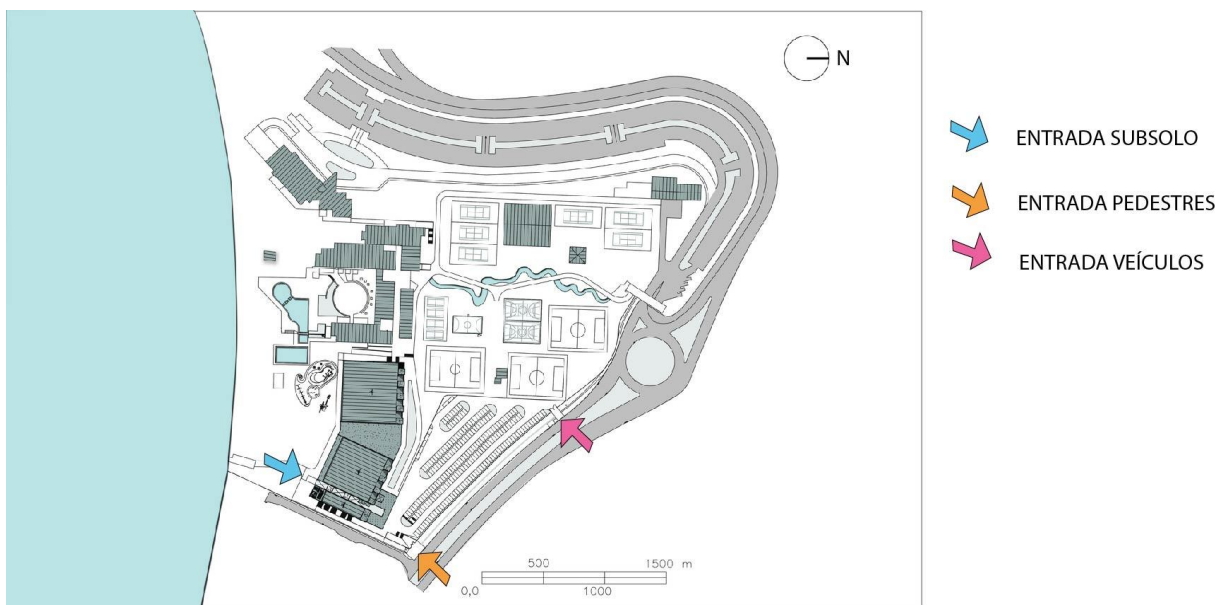 N
ENTRADA SUBSOLO
ENTRADA PEDESTRES
ENTRADA VEÍCULOS
500 1500 m
0,0 1000